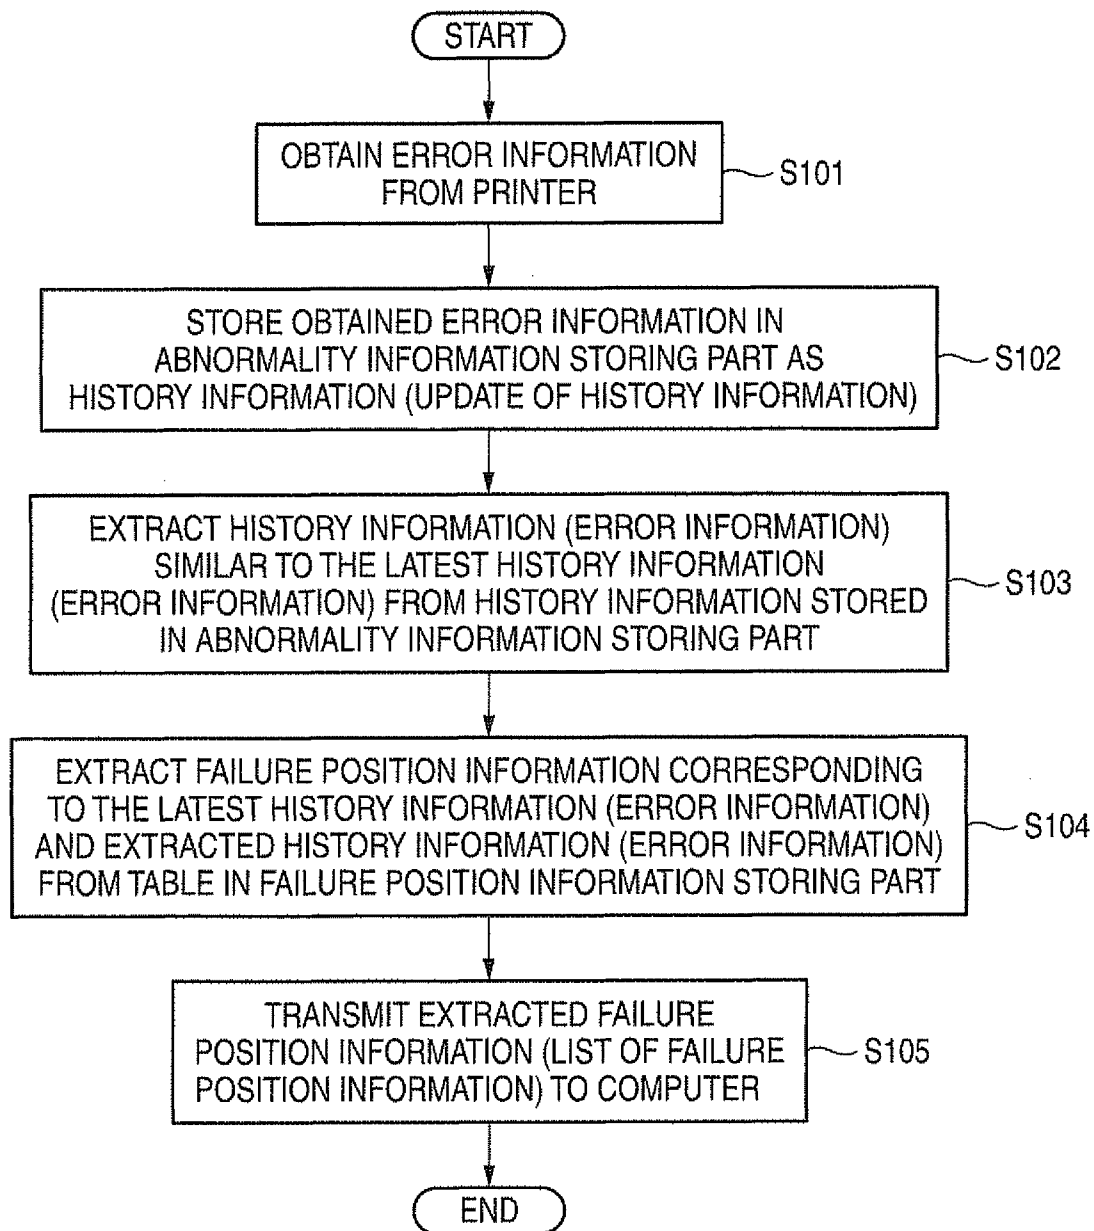 START
OBTAIN ERROR INFORMATION
FROM PRINTER
S101
STORE OBTAINED ERROR INFORMATION IN
ABNORMALITY INFORMATION STORING PART AS
HISTORY INFORMATION (UPDATE OF HISTORY INFORMATION)
S102
EXTRACT HISTORY INFORMATION (ERROR INFORMATION)
SIMILAR TO THE LATEST HISTORY INFORMATION
(ERROR INFORMATION) FROM HISTORY INFORMATION STORED
IN ABNORMALITY INFORMATION STORING PART
S103
EXTRACT FAILURE POSITION INFORMATION CORRESPONDING
TO THE LATEST HISTORY INFORMATION (ERROR INFORMATION)
AND EXTRACTED HISTORY INFORMATION (ERROR INFORMATION)
FROM TABLE IN FAILURE POSITION INFORMATION STORING PART
S104
TRANSMIT EXTRACTED FAILURE
POSITION INFORMATION (LIST OF FAILURE
POSITION INFORMATION) TO COMPUTER
S105
END